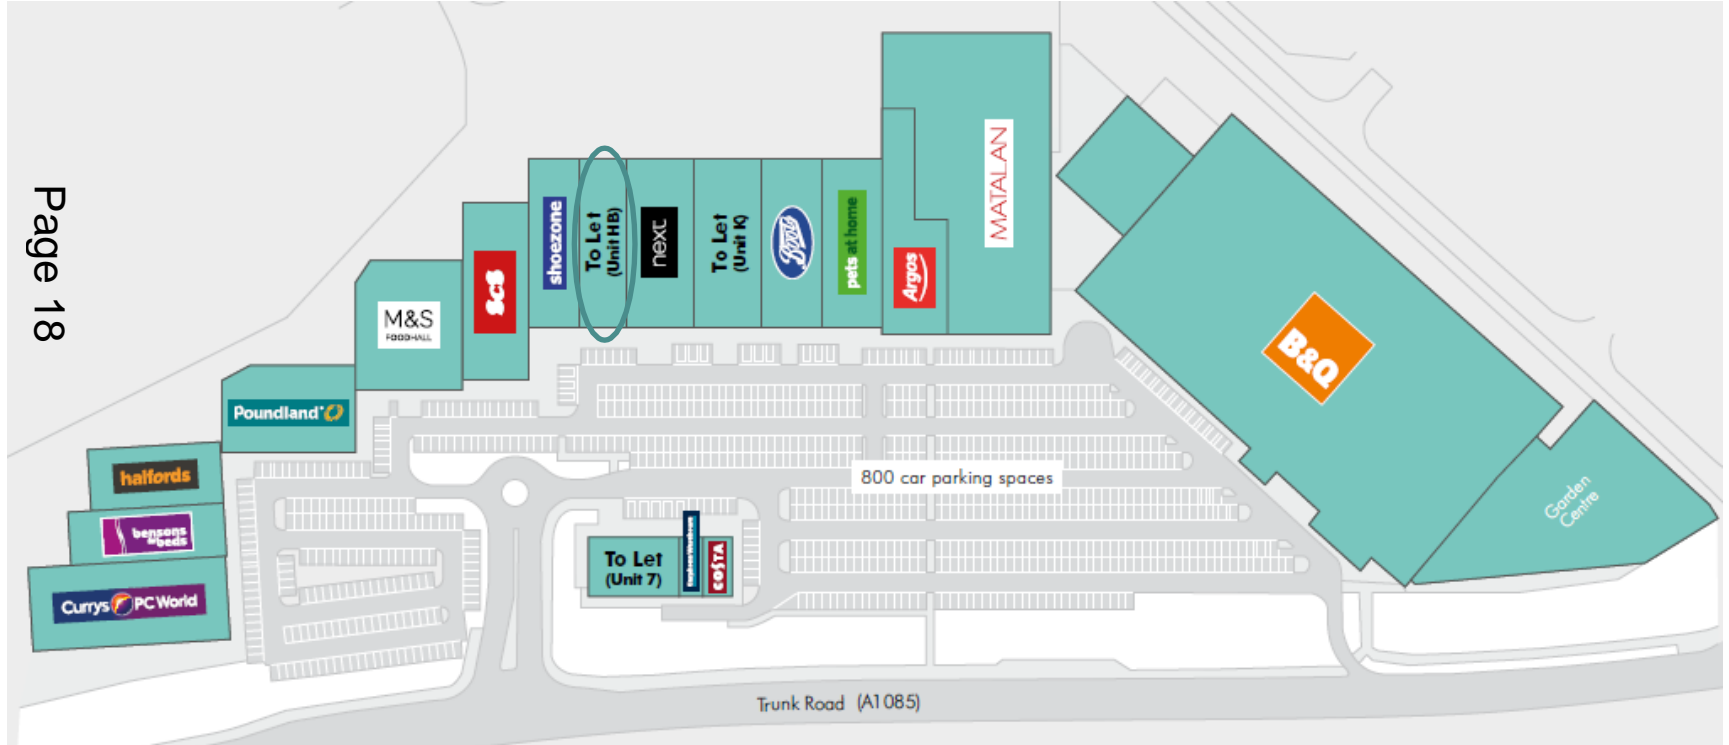 Page 18
MATALAN
shoezone
To Let
(Unit HB)
next
To Let
(Unit K)
Boots
pets at home
Argos
ScS
M&S
FOODHALL
B&Q
Poundland
halfords
bensons
for beds
Currys PC World
800 car parking spaces
Garden
Centre
To Let
(Unit 7)
COSTA
Trunk Road (A1085)